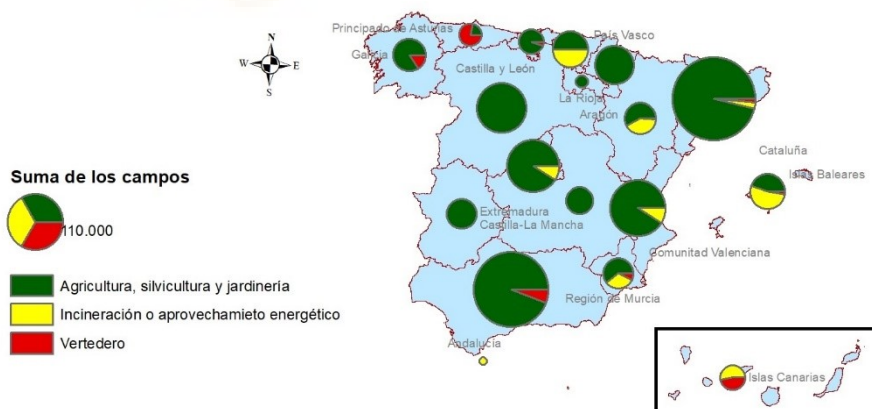 N
W
E
S
Principado de Asturias
País Vasco
Galicia
Castilla y León
La Rioja
Aragón
Cataluña
Islas Baleares
Suma de los campos
110.000
Extremadura
Castilla-La Mancha
Comunitad Valenciana
Agricultura, silvicultura y jardinería
Incineración o aprovechamieto energético
Región de Murcia
Vertedero
Andalucía
Islas Canarias